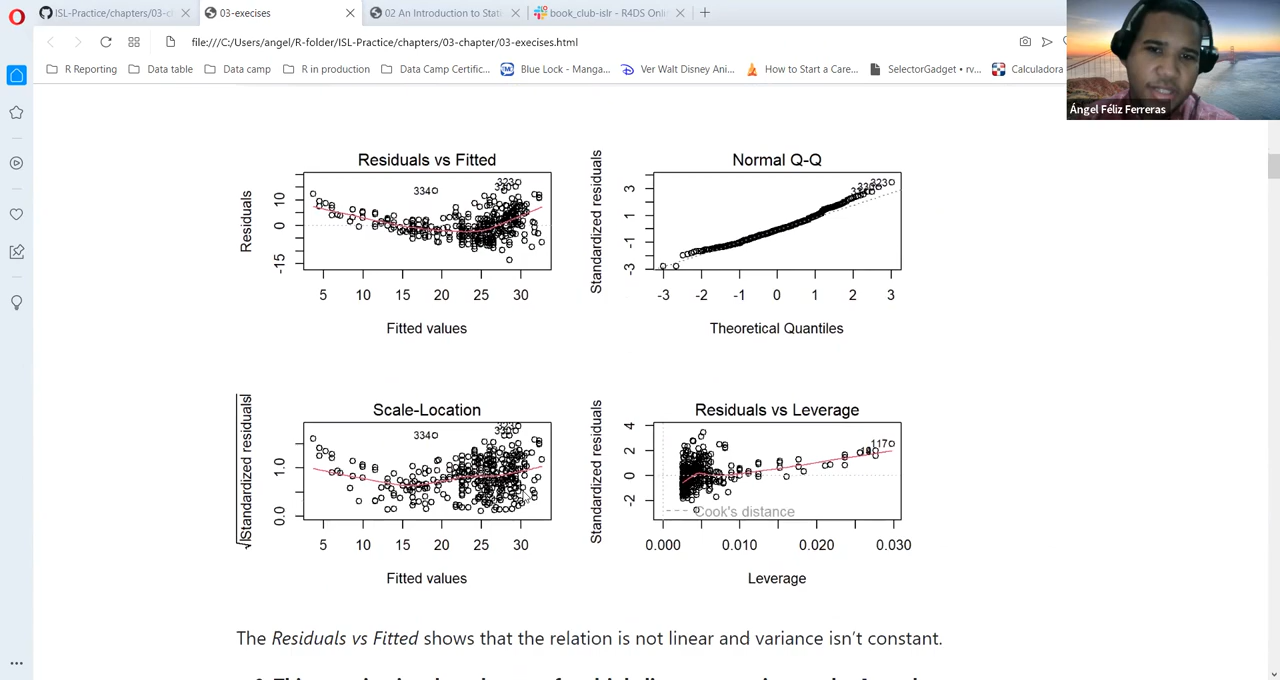 ISL-Practice/chapters/03-cl
03-execises
02 An Introduction to Stat
book_club-islr - R4DS Onli
file:///C:/Users/angel/R-folder/ISL-Practice/chapters/03-chapter/03-execises.html
R Reporting
Data table
Data camp
R in production
Data Camp Certific...
Blue Lock - Manga...
Ver Walt Disney Ani...
How to Start a Care...
SelectorGadget • rv...
Calculadora
Ángel Féliz Ferreras
Residuals vs Fitted
Residuals
10
0
-15
334
323
5 10 15 20 25 30
Fitted values
Normal Q-Q
Standardized residuals
3
1
-1
-3
323
-3 -2 -1 0 1 2 3
Theoretical Quantiles
Scale-Location
√|Standardized residuals|
1.0
0.0
334
323
5 10 15 20 25 30
Fitted values
Residuals vs Leverage
Standardized residuals
4
2
0
-2
117
Cook's distance
0.000 0.010 0.020 0.030
Leverage
The Residuals vs Fitted shows that the relation is not linear and variance isn't constant.